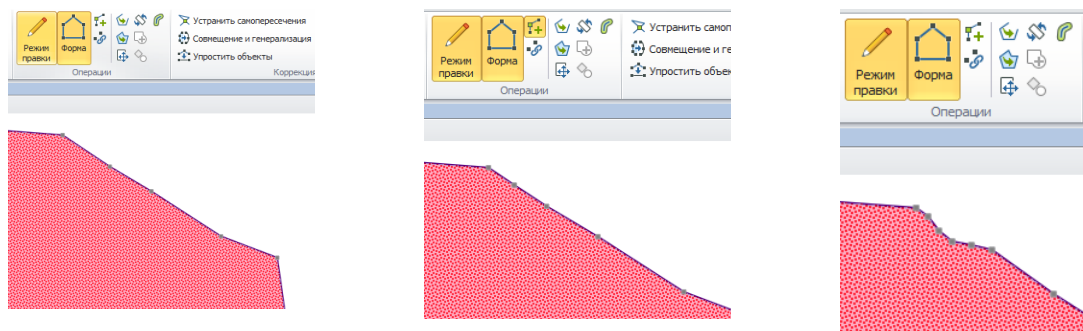 Режим
правки
Форма
Устранить самопересечения
Совмещение и генерализация
Упростить объекты
Операции
Коррекция
Режим
правки
Форма
Устранить самоп
Совмещение и ге
Упростить объек
Операции
Режим
правки
Форма
Операции